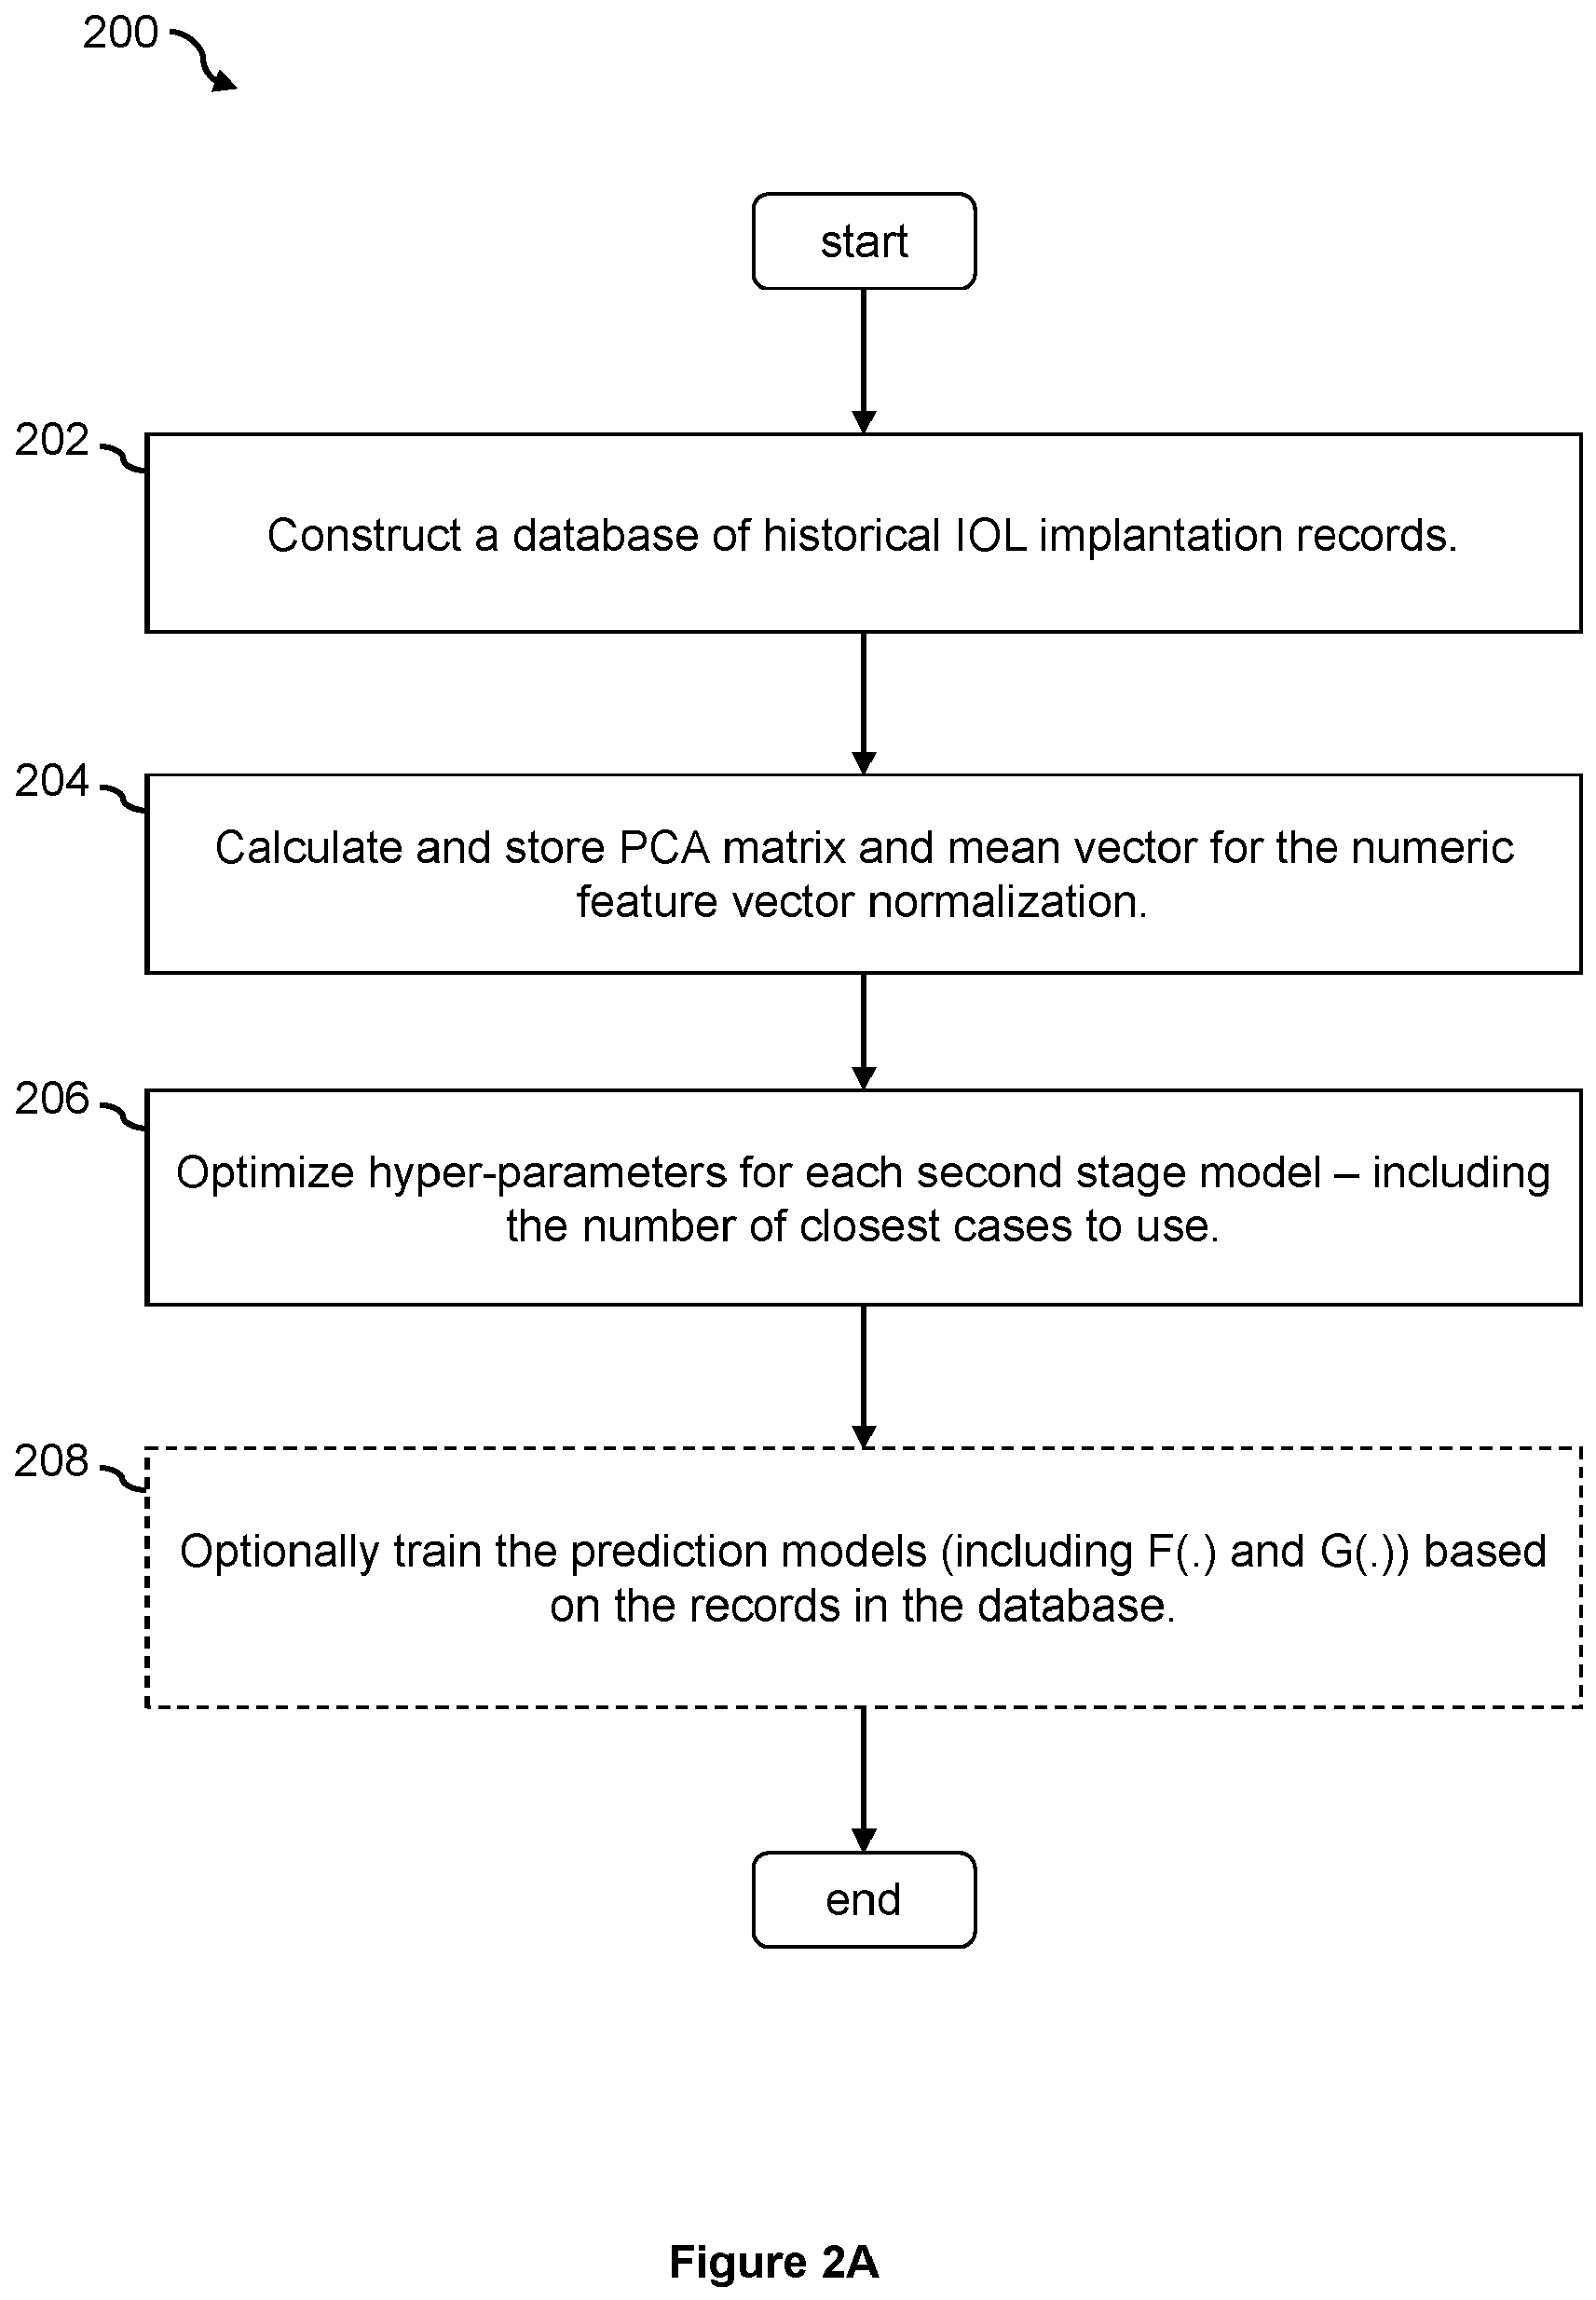 200
start
202
Construct a database of historical IOL implantation records.
204
Calculate and store PCA matrix and mean vector for the numeric
feature vector normalization.
206
Optimize hyper-parameters for each second stage model – including
the number of closest cases to use.
208
Optionally train the prediction models (including F(.) and G(.)) based
on the records in the database.
end
Figure 2A